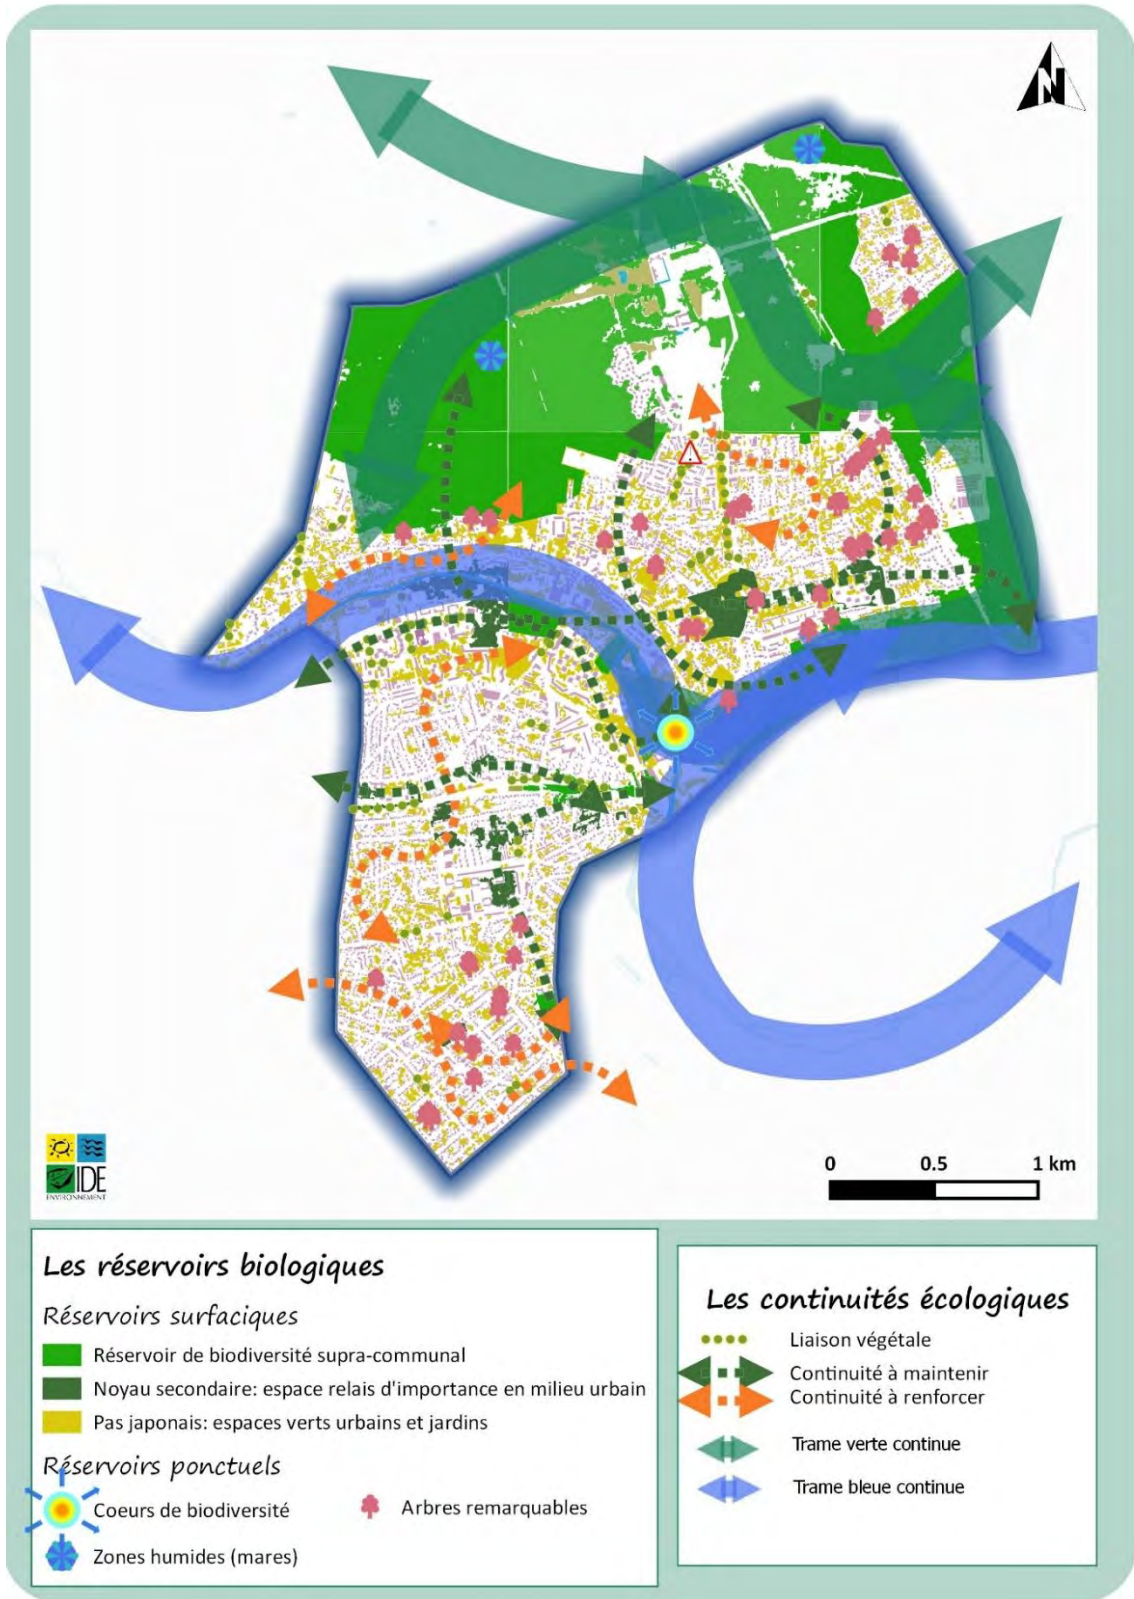 N
IDE
ENVIRONNEMENT
0 0.5 1 km
Les réservoirs biologiques
Réservoirs surfaciques
Réservoir de biodiversité supra-communal
Noyau secondaire: espace relais d'importance en milieu urbain
Pas japonais: espaces verts urbains et jardins
Réservoirs ponctuels
Coeurs de biodiversité
Arbres remarquables
Zones humides (mares)
Les continuités écologiques
Liaison végétale
Continuité à maintenir
Continuité à renforcer
Trame verte continue
Trame bleue continue